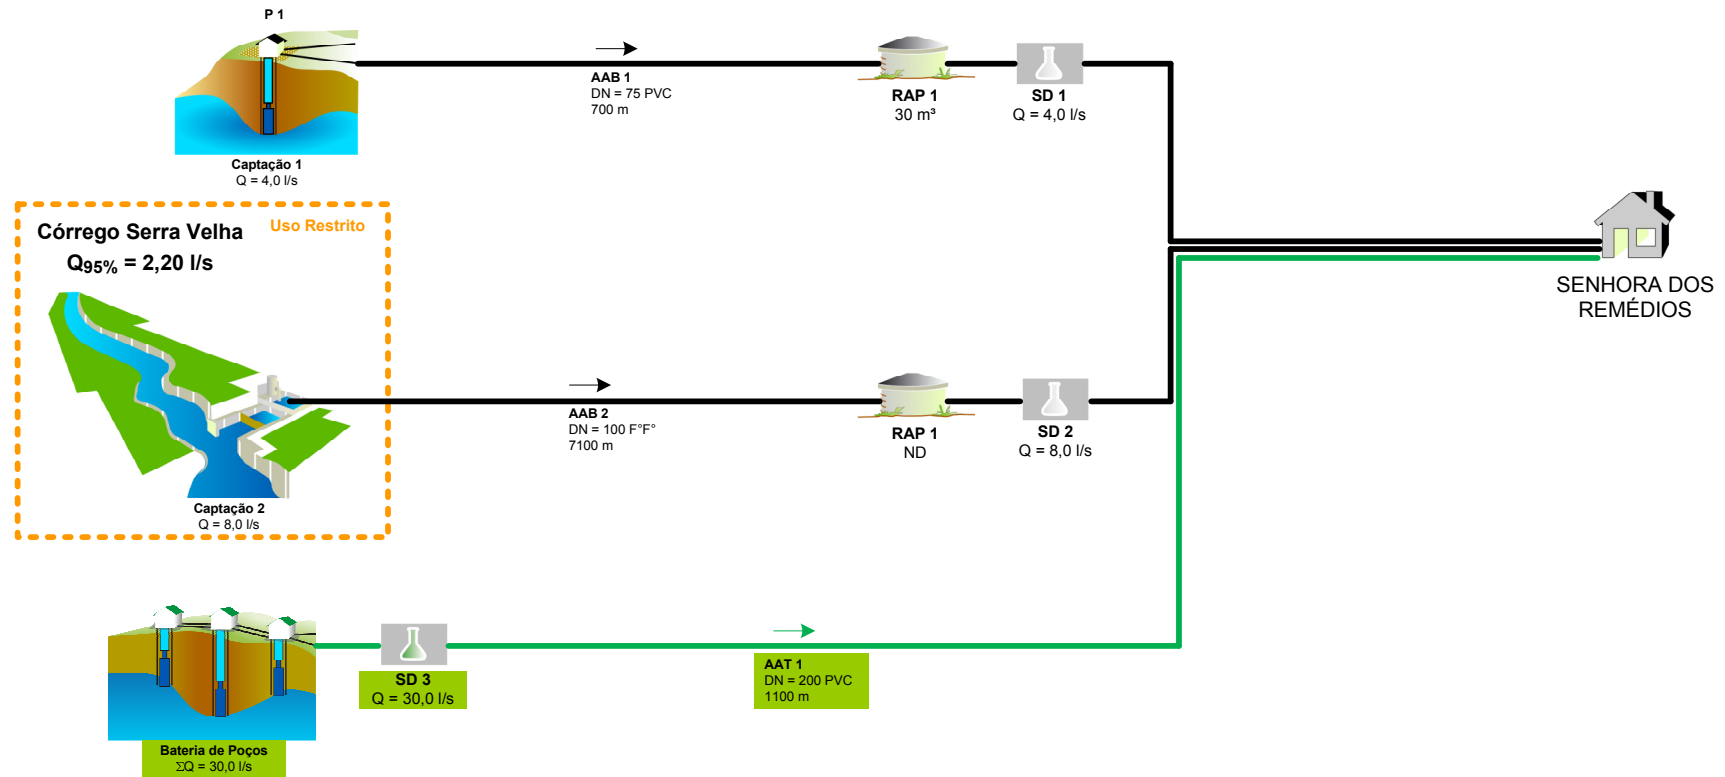 P 1
AAB 1
DN = 75 PVC
700 m
RAP 1
30 m³
SD 1
Q = 4,0 l/s
Captação 1
Q = 4,0 l/s
Córrego Serra Velha
Uso Restrito
Q95% = 2,20 l/s
SENHORA DOS
REMÉDIOS
AAB 2
DN = 100 F°F°
7100 m
RAP 1
ND
SD 2
Q = 8,0 l/s
Captação 2
Q = 8,0 l/s
SD 3
Q = 30,0 l/s
AAT 1
DN = 200 PVC
1100 m
Bateria de Poços
ΣQ = 30,0 l/s